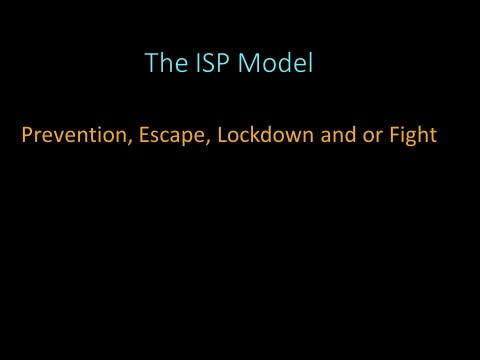 The ISP Model
Prevention, Escape, Lockdown and or Fight